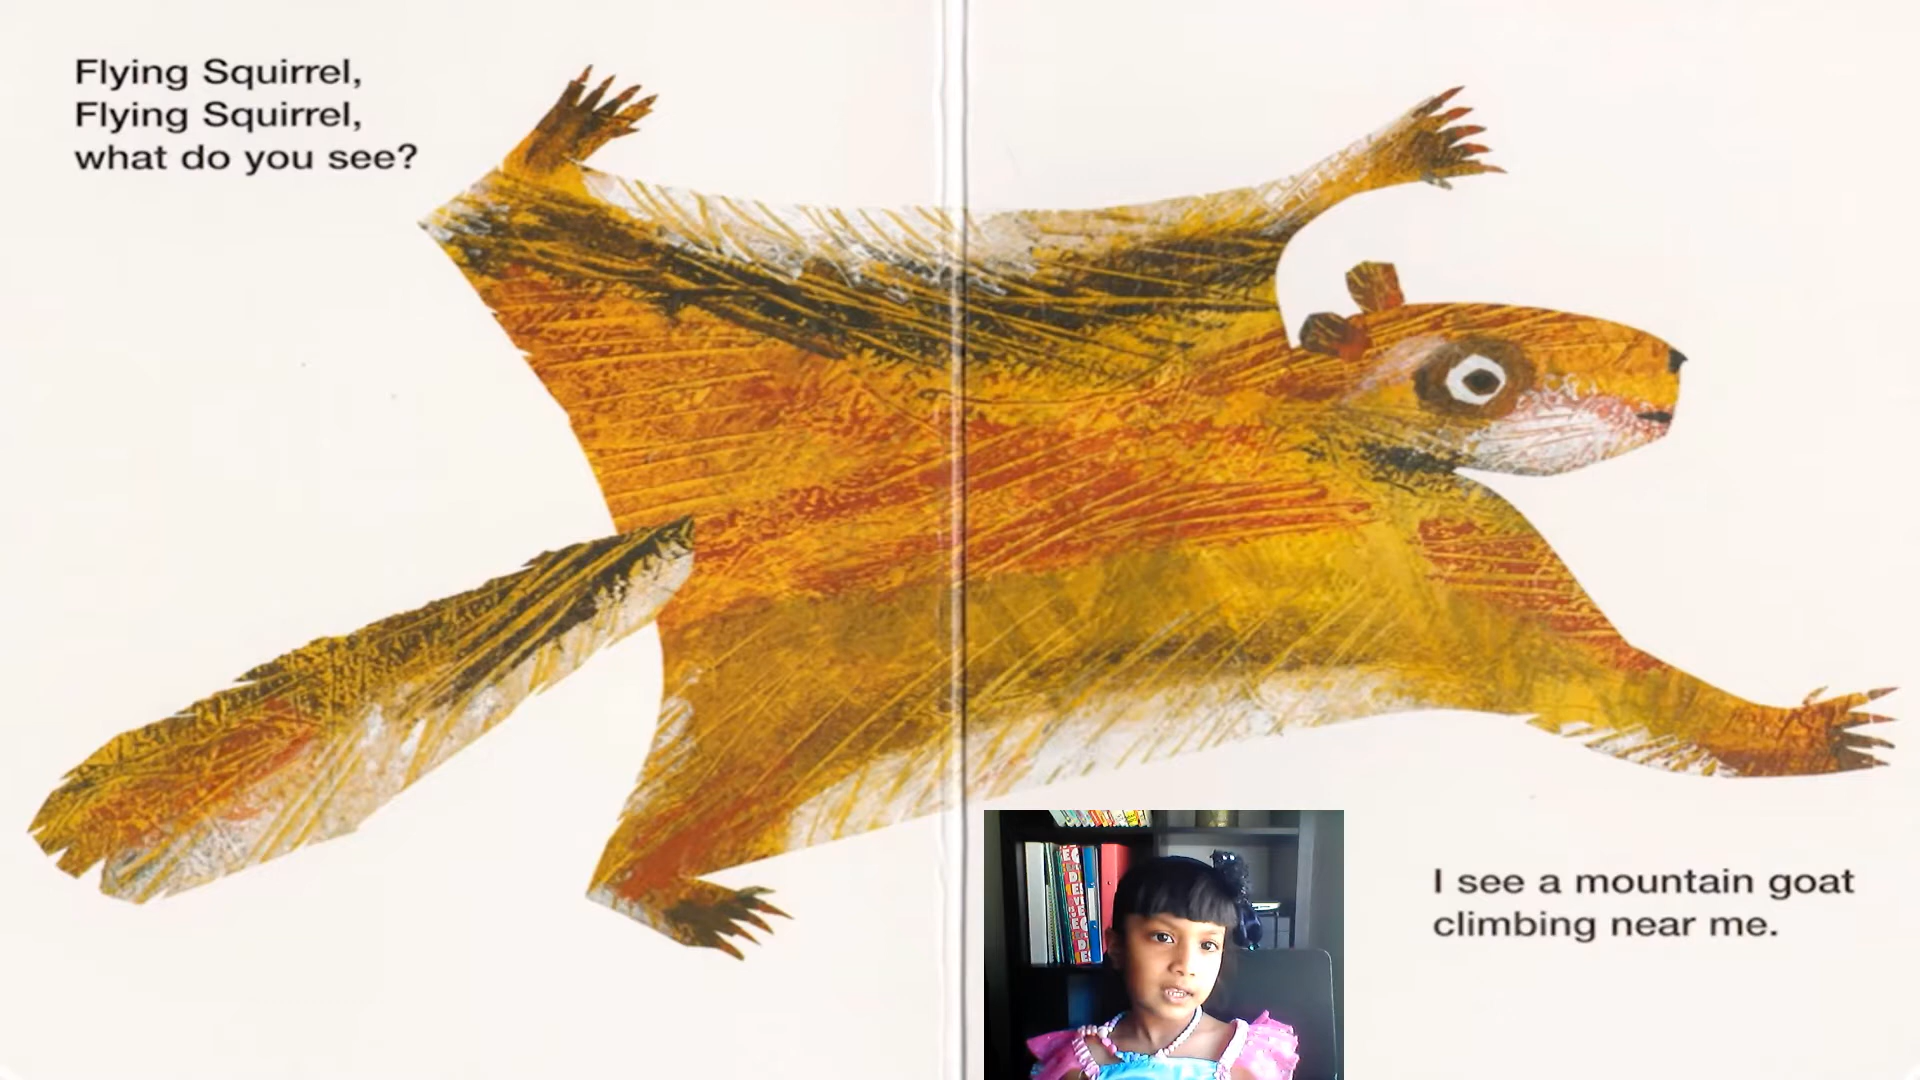 Flying Squirrel,
Flying Squirrel,
what do you see?
I see a mountain goat
climbing near me.